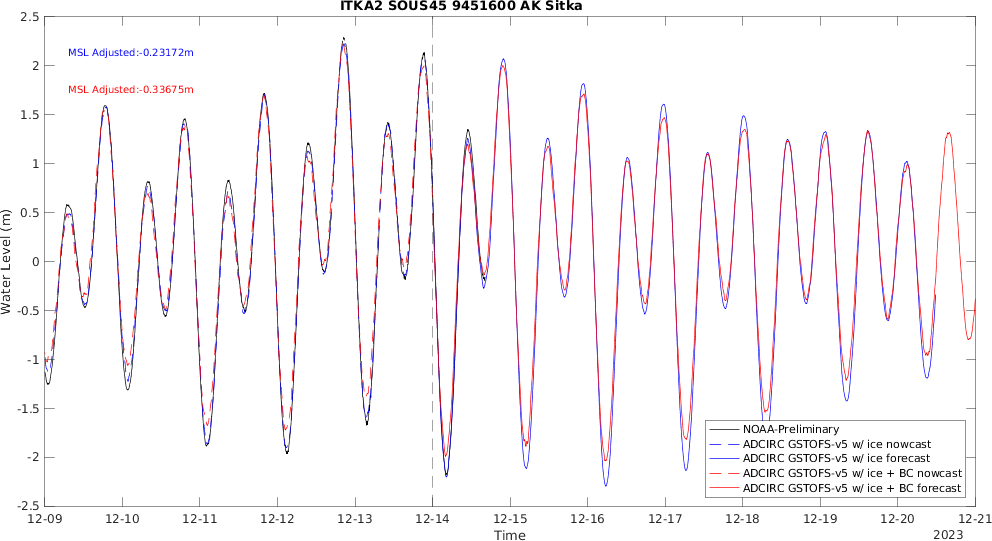 ITKA2 SOUS45 9451600 AK Sitka
MSL Adjusted:-0.23172m
MSL Adjusted:-0.33675m
2.5
2
1.5
1
0.5
0
-0.5
-1
-1.5
-2
-2.5
Water Level (m)
NOAA-Preliminary
ADCIRC GSTOFS-v5 w/ ice nowcast
ADCIRC GSTOFS-v5 w/ ice forecast
ADCIRC GSTOFS-v5 w/ ice + BC nowcast
ADCIRC GSTOFS-v5 w/ ice + BC forecast
12-09 12-10 12-11 12-12 12-13 12-14 12-15 12-16 12-17 12-18 12-19 12-20 12-21
Time
2023